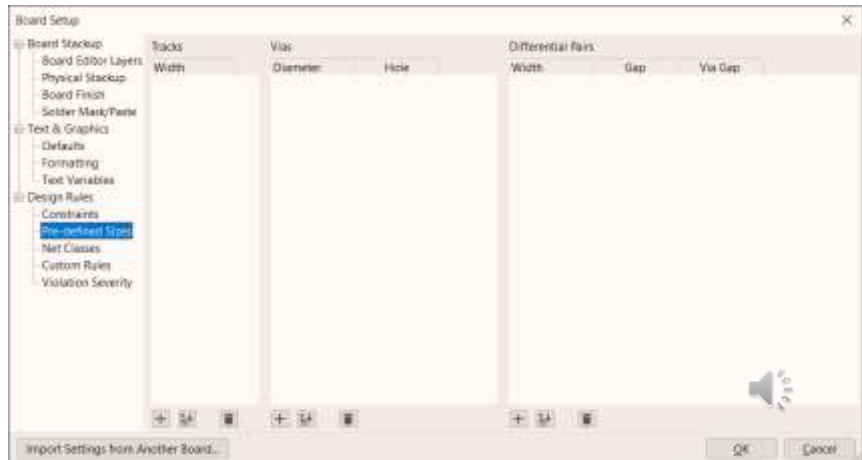 Board Setup
Board Stackup
Board Editor Layers
Physical Stackup
Board Finish
Solder Mask/Paste
Text & Graphics
Defaults
Formatting
Text Variables
Design Rules
Constraints
Pre-defined Sizes
Net Classes
Custom Rules
Violation Severity
Tracks
Width
Vias
Diameter Hole
Differential Pairs
Width Gap Via Gap
Import Settings from Another Board...
OK Cancel